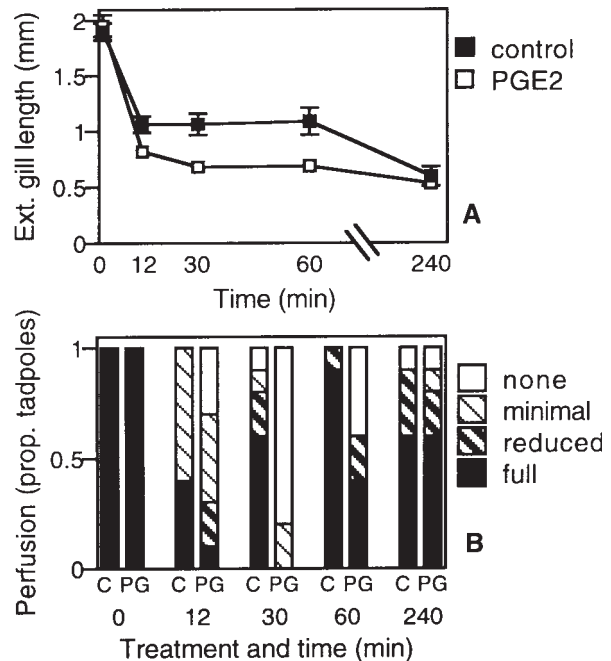 2
1.5
1
0.5
0
Ext. gill length (mm)
control
PGE2
A
0 12 30 60 240
Time (min)
1
0.5
0
Perfusion (prop. tadpoles)
none
minimal
reduced
full
B
C PG C PG C PG C PG C PG
0 12 30 60 240
Treatment and time (min)